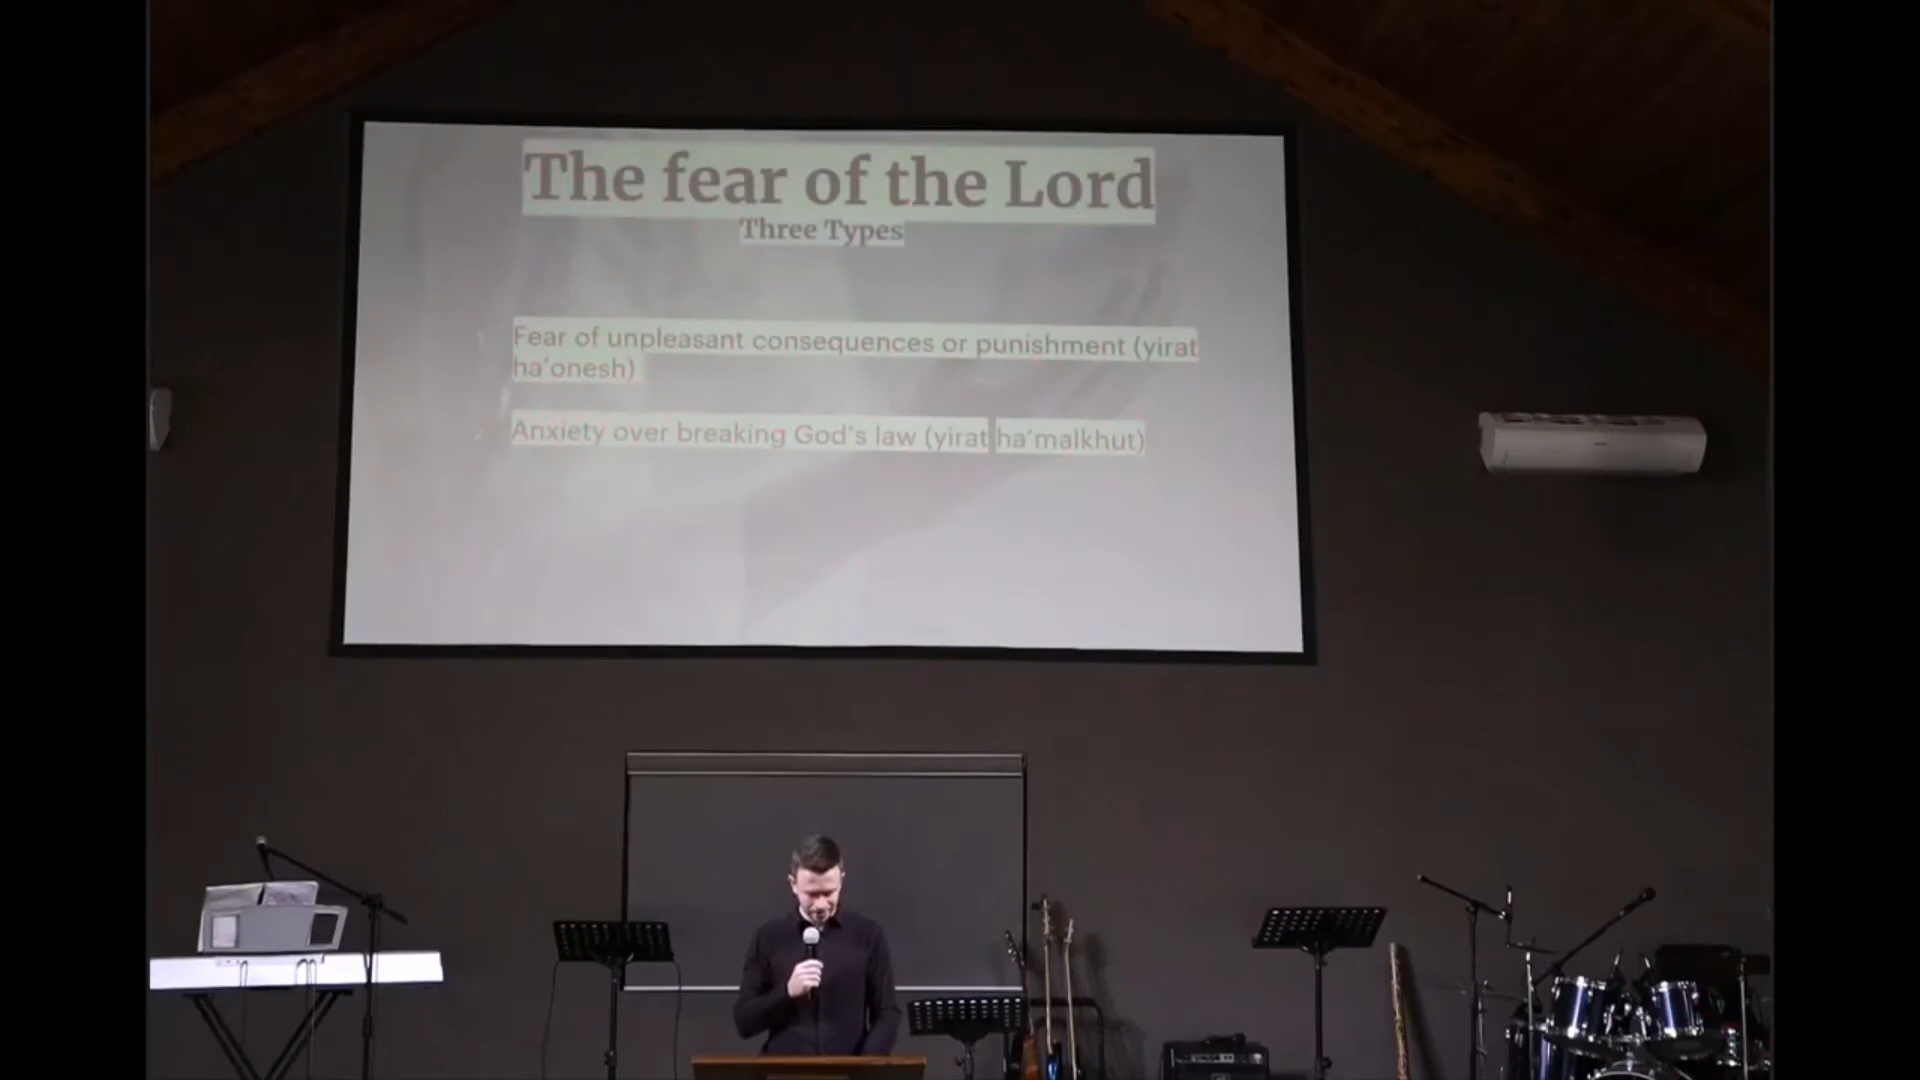 The fear of the Lord
Three Types
Fear of unpleasant consequences or punishment (yirat
ha'onesh)
Anxiety over breaking God's law (yirat ha'malkhut)